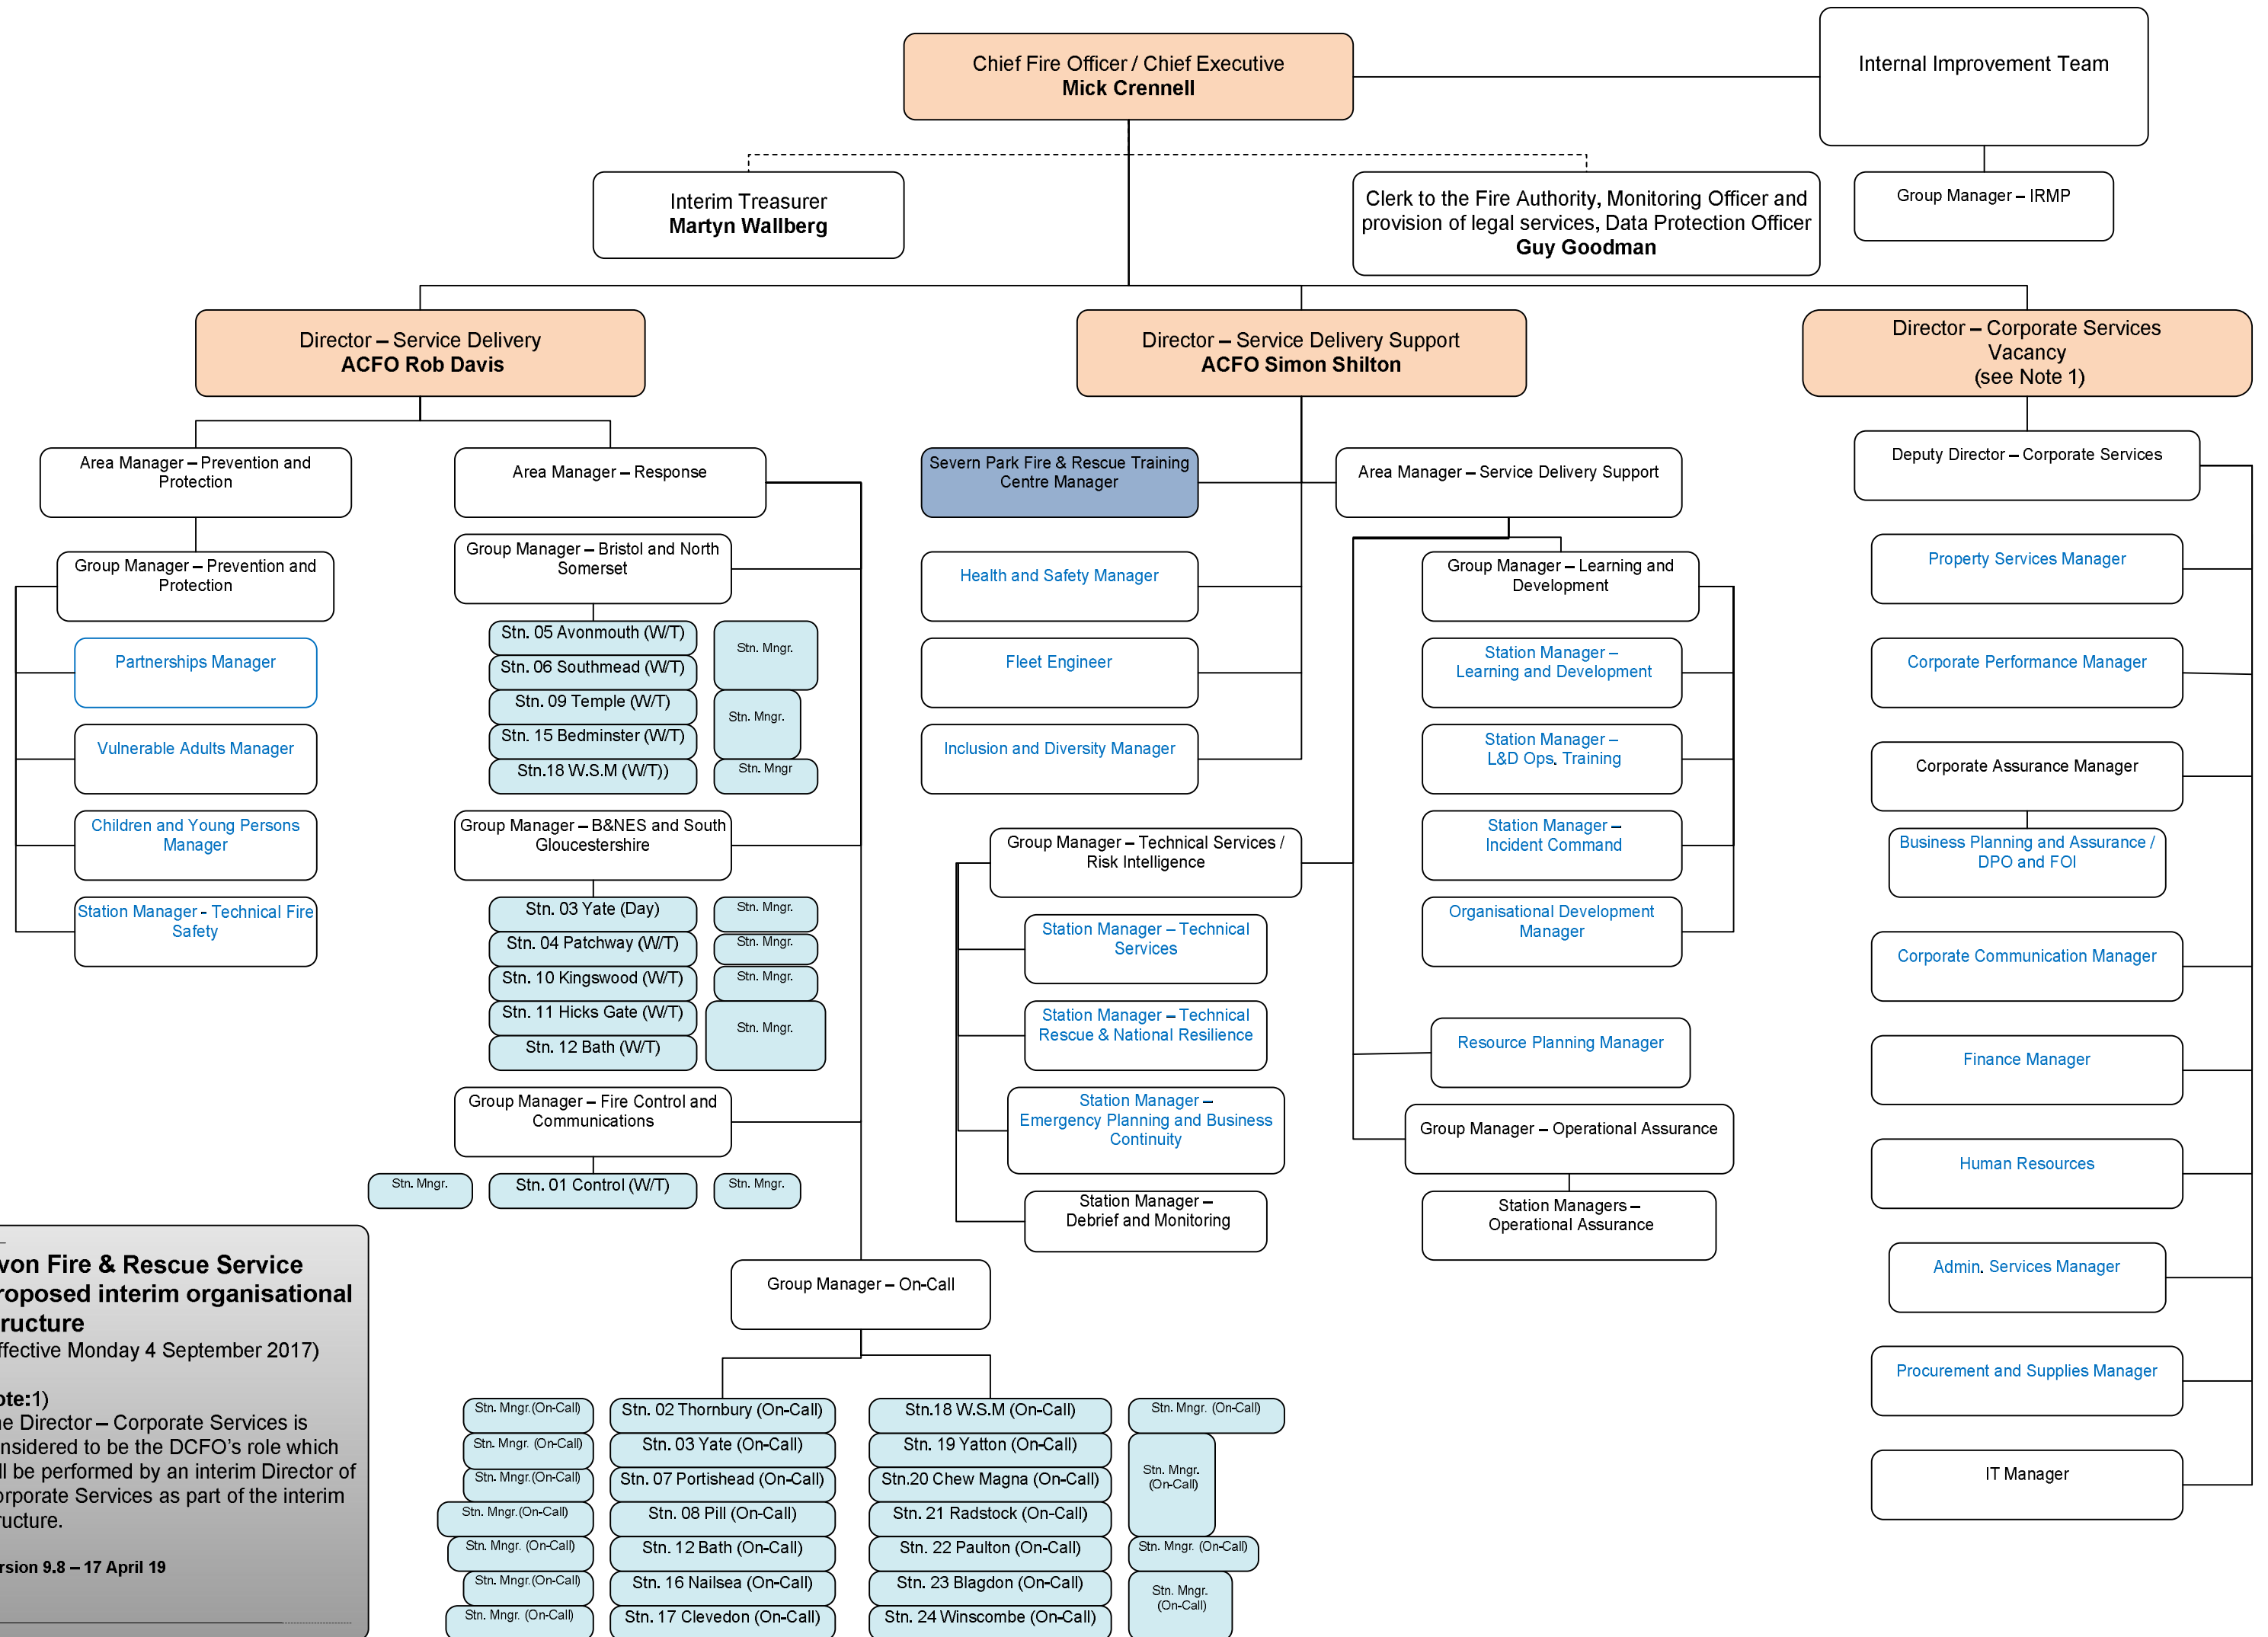 Chief Fire Officer / Chief Executive
Mick Crennell
Internal Improvement Team
Group Manager – IRMP
Interim Treasurer
Martyn Wallberg
Clerk to the Fire Authority, Monitoring Officer and
provision of legal services, Data Protection Officer
Guy Goodman
Director – Service Delivery
ACFO Rob Davis
Director – Service Delivery Support
ACFO Simon Shilton
Director – Corporate Services
Vacancy
(see Note 1)
Area Manager – Prevention and
Protection
Group Manager – Prevention and
Protection
Partnerships Manager
Vulnerable Adults Manager
Children and Young Persons
Manager
Station Manager - Technical Fire
Safety
Area Manager – Response
Group Manager – Bristol and North
Somerset
Stn. 05 Avonmouth (W/T)
Stn. 06 Southmead (W/T)
Stn. Mngr.
Stn. 09 Temple (W/T)
Stn. 15 Bedminster (W/T)
Stn. Mngr.
Stn.18 W.S.M (W/T))
Stn. Mngr
Group Manager – B&NES and South
Gloucestershire
Stn. 03 Yate (Day)
Stn. Mngr.
Stn. 04 Patchway (W/T)
Stn. Mngr.
Stn. 10 Kingswood (W/T)
Stn. Mngr.
Stn. 11 Hicks Gate (W/T)
Stn. 12 Bath (W/T)
Stn. Mngr.
Group Manager – Fire Control and
Communications
Stn. Mngr.
Stn. 01 Control (W/T)
Stn. Mngr.
Group Manager – On-Call
Stn. Mngr.(On-Call)
Stn. 02 Thornbury (On-Call)
Stn.18 W.S.M (On-Call)
Stn. Mngr. (On-Call)
Stn. Mngr. (On-Call)
Stn. 03 Yate (On-Call)
Stn. 19 Yatton (On-Call)
Stn. Mngr.(On-Call)
Stn. 07 Portishead (On-Call)
Stn.20 Chew Magna (On-Call)
Stn. Mngr.
(On-Call)
Stn. Mngr.(On-Call)
Stn. 08 Pill (On-Call)
Stn. 21 Radstock (On-Call)
Stn. Mngr. (On-Call)
Stn. 12 Bath (On-Call)
Stn. 22 Paulton (On-Call)
Stn. Mngr. (On-Call)
Stn. Mngr.(On-Call)
Stn. 16 Nailsea (On-Call)
Stn. 23 Blagdon (On-Call)
Stn. Mngr.
(On-Call)
Stn. Mngr. (On-Call)
Stn. 17 Clevedon (On-Call)
Stn. 24 Winscombe (On-Call)
Severn Park Fire & Rescue Training
Centre Manager
Health and Safety Manager
Fleet Engineer
Inclusion and Diversity Manager
Area Manager – Service Delivery Support
Group Manager – Learning and
Development
Station Manager –
Learning and Development
Station Manager –
L&D Ops. Training
Station Manager –
Incident Command
Organisational Development
Manager
Group Manager – Technical Services /
Risk Intelligence
Station Manager – Technical
Services
Station Manager – Technical
Rescue & National Resilience
Station Manager –
Emergency Planning and Business
Continuity
Station Manager –
Debrief and Monitoring
Resource Planning Manager
Group Manager – Operational Assurance
Station Managers –
Operational Assurance
Deputy Director – Corporate Services
Property Services Manager
Corporate Performance Manager
Corporate Assurance Manager
Business Planning and Assurance /
DPO and FOI
Corporate Communication Manager
Finance Manager
Human Resources
Admin. Services Manager
Procurement and Supplies Manager
IT Manager
von Fire & Rescue Service
roposed interim organisational
ructure
ffective Monday 4 September 2017)
ote:1)
he Director – Corporate Services is
onsidered to be the DCFO's role which
ll be performed by an interim Director of
orporate Services as part of the interim
ructure.
rsion 9.8 – 17 April 19